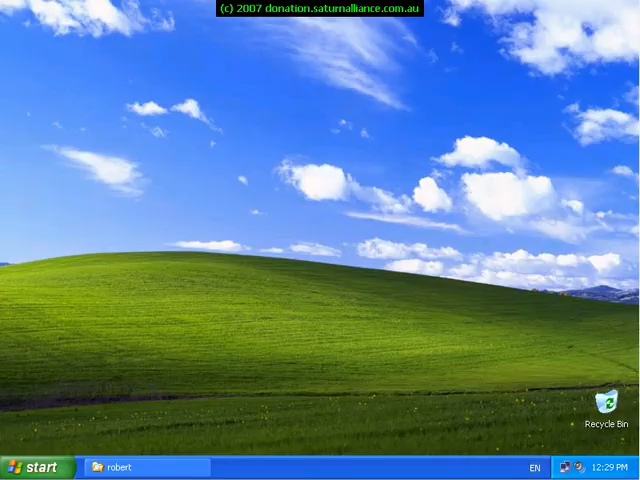 (c) 2007 donation.saturnalliance.com.au
Recycle Bin
start
robert
EN
12:29 PM